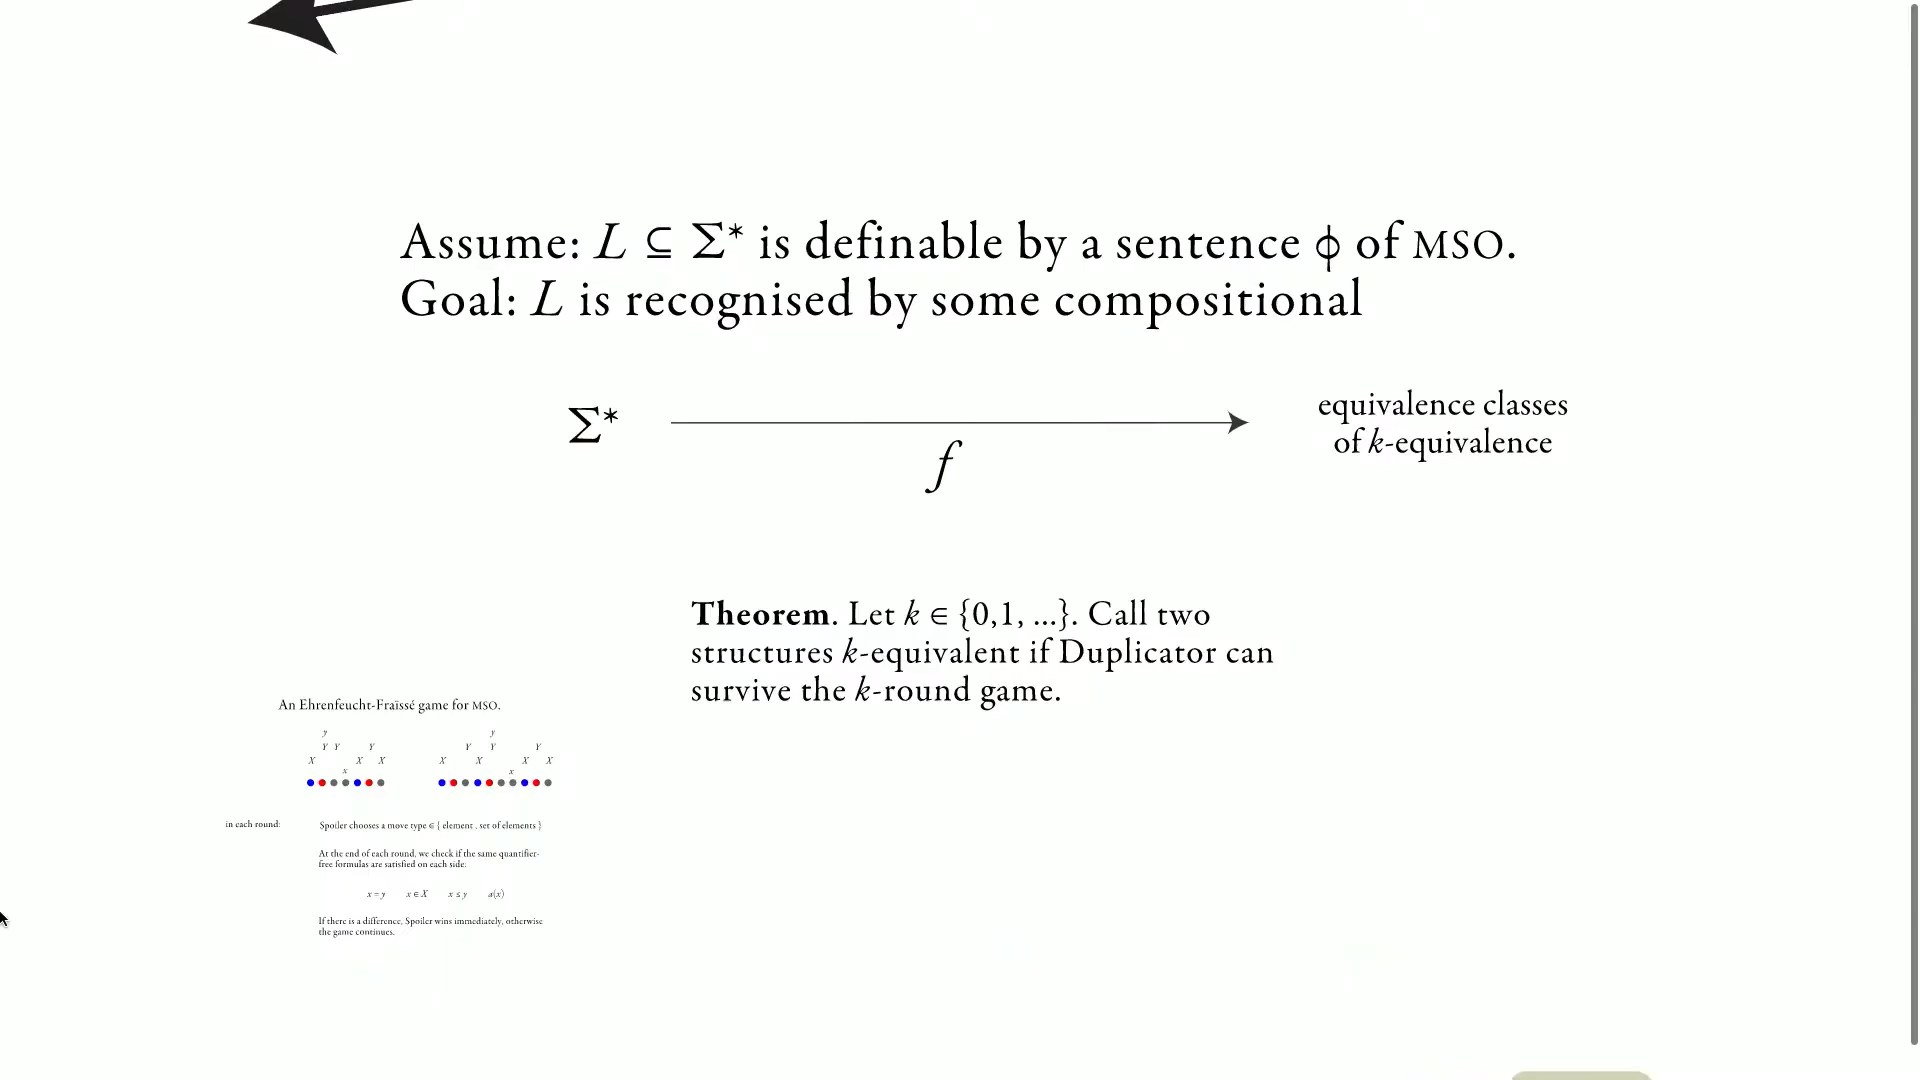 Assume: L ⊆ Σ* is definable by a sentence ϕ of MSO.
Goal: L is recognised by some compositional
Σ*
f
equivalence classes
of k-equivalence
Theorem. Let k ∈ {0,1, ...}. Call two
structures k-equivalent if Duplicator can
survive the k-round game.
An Ehrenfeucht-Fraïssé game for MSO.
y y
Y Y Y Y Y Y
X X X X X X X
x x
in each round: Spoiler chooses a move type ∈ { element , set of elements }
At the end of each round, we check if the same quantifier-
free formulas are satisfied on each side:
x = y x ∈ X x ≤ y a(x)
If there is a difference, Spoiler wins immediately, otherwise
the game continues.